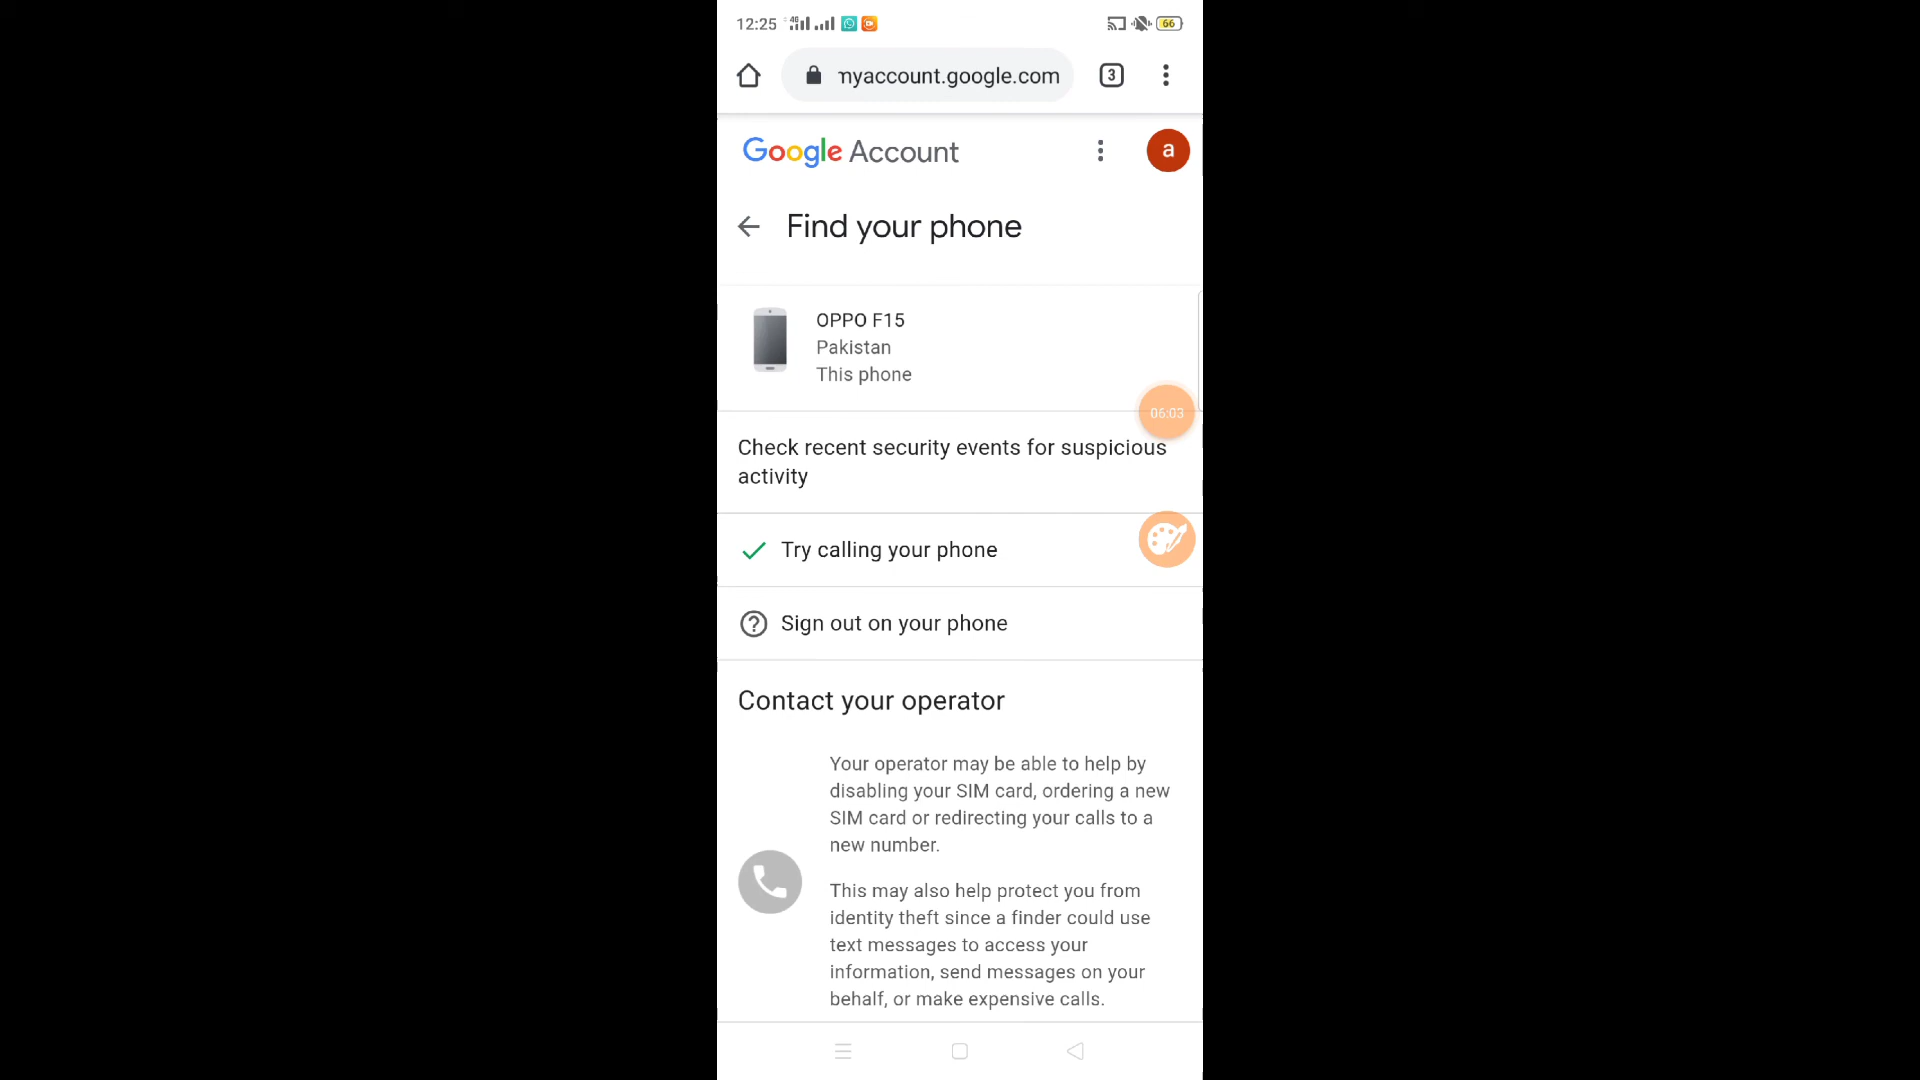 12:25 4G 66
myaccount.google.com 3
Google Account a
Find your phone
OPPO F15
Pakistan
This phone
06:03
Check recent security events for suspicious
activity
Try calling your phone
? Sign out on your phone
Contact your operator
Your operator may be able to help by
disabling your SIM card, ordering a new
SIM card or redirecting your calls to a
new number.
This may also help protect you from
identity theft since a finder could use
text messages to access your
information, send messages on your
behalf, or make expensive calls.